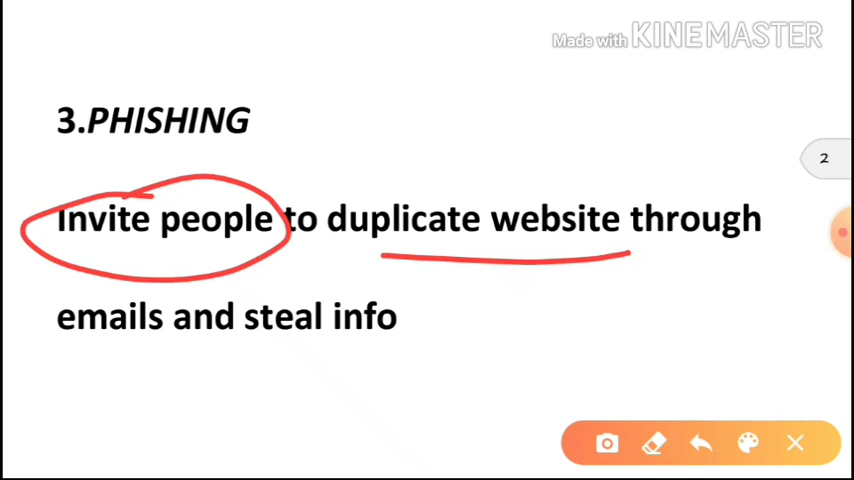 Made with KINEMASTER
3.PHISHING
2
Invite people to duplicate website through
emails and steal info